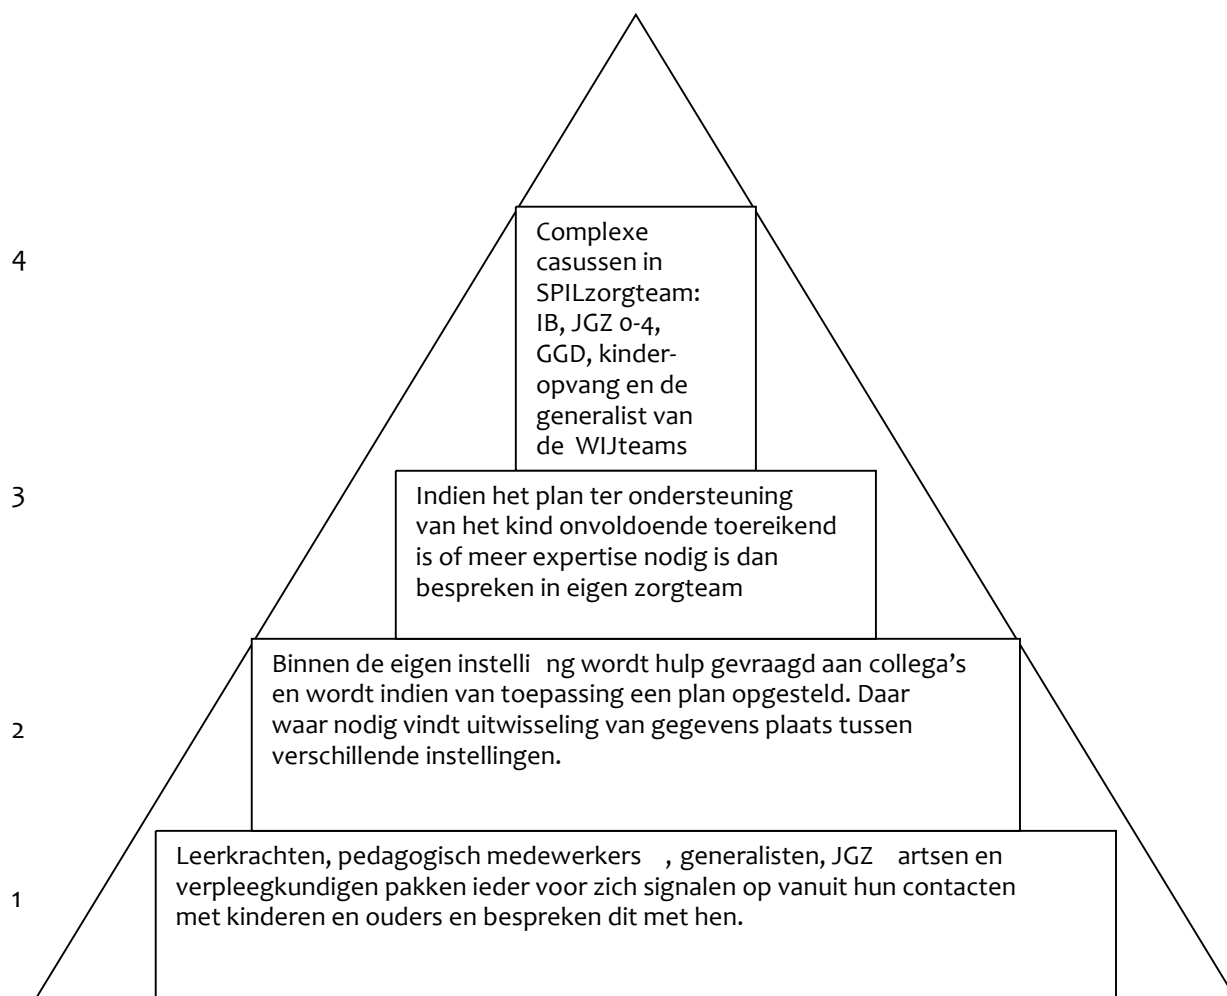 4
Complexe
casussen in
SPILzorgteam:
IB, JGZ 0-4,
GGD, kinder-
opvang en de
generalist van
de WIJteams
3
Indien het plan ter ondersteuning
van het kind onvoldoende toereikend
is of meer expertise nodig is dan
bespreken in eigen zorgteam
2
Binnen de eigen instelli ng wordt hulp gevraagd aan collega's
en wordt indien van toepassing een plan opgesteld. Daar
waar nodig vindt uitwisseling van gegevens plaats tussen
verschillende instellingen.
1
Leerkrachten, pedagogisch medewerkers , generalisten, JGZ artsen en
verpleegkundigen pakken ieder voor zich signalen op vanuit hun contacten
met kinderen en ouders en bespreken dit met hen.